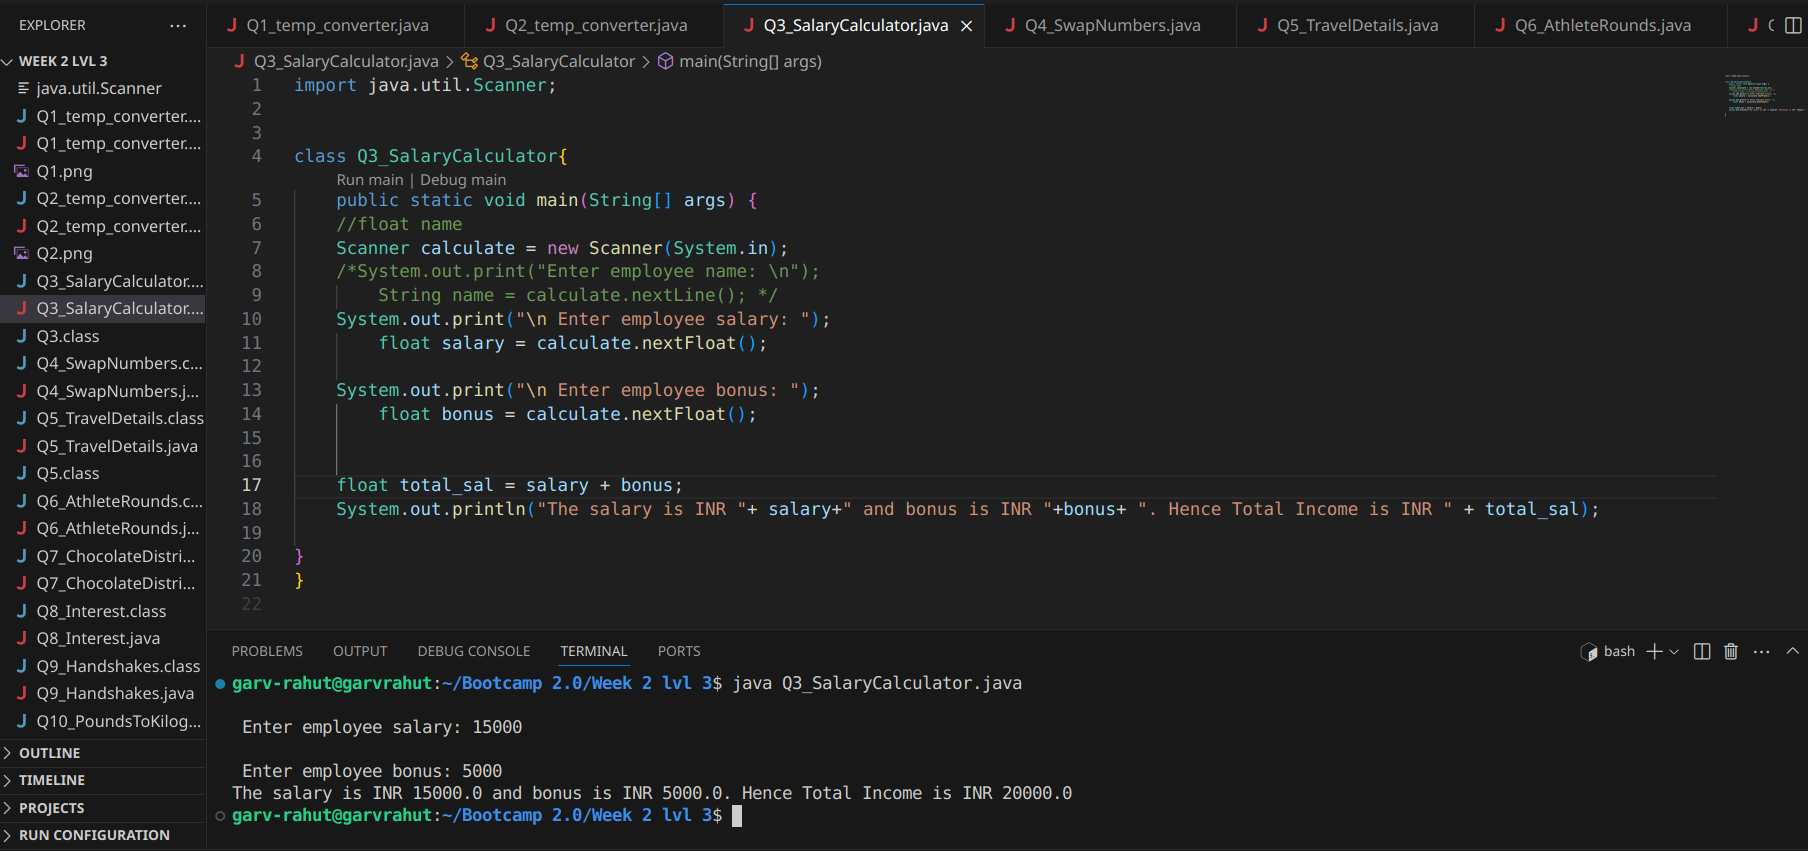 EXPLORER
WEEK 2 LVL 3
java.util.Scanner
Q1_temp_converter....
Q1_temp_converter....
Q1.png
Q2_temp_converter....
Q2_temp_converter....
Q2.png
Q3_SalaryCalculator....
Q3_SalaryCalculator....
Q3.class
Q4_SwapNumbers.c...
Q4_SwapNumbers.j...
Q5_TravelDetails.class
Q5_TravelDetails.java
Q5.class
Q6_AthleteRounds.c...
Q6_AthleteRounds.j...
Q7_ChocolateDistri...
Q7_ChocolateDistri...
Q8_Interest.class
Q8_Interest.java
Q9_Handshakes.class
Q9_Handshakes.java
Q10_PoundsToKilog...
OUTLINE
TIMELINE
PROJECTS
RUN CONFIGURATION
Q1_temp_converter.java Q2_temp_converter.java Q3_SalaryCalculator.java Q4_SwapNumbers.java Q5_TravelDetails.java Q6_AthleteRounds.java
Q3_SalaryCalculator.java > Q3_SalaryCalculator > main(String[] args)
1 import java.util.Scanner;
2
3
4 class Q3_SalaryCalculator{
Run main | Debug main
5 public static void main(String[] args) {
6 //float name
7 Scanner calculate = new Scanner(System.in);
8 /*System.out.print("Enter employee name: \n");
9 String name = calculate.nextLine(); */
10 System.out.print("\n Enter employee salary: ");
11 float salary = calculate.nextFloat();
12
13 System.out.print("\n Enter employee bonus: ");
14 float bonus = calculate.nextFloat();
15
16
17 float total_sal = salary + bonus;
18 System.out.println("The salary is INR "+ salary+" and bonus is INR "+bonus+ ". Hence Total Income is INR " + total_sal);
19
20 }
21 }
22
PROBLEMS OUTPUT DEBUG CONSOLE TERMINAL PORTS
bash
garv-rahut@garvrahut:~/Bootcamp 2.0/Week 2 lvl 3$ java Q3_SalaryCalculator.java
Enter employee salary: 15000
Enter employee bonus: 5000
The salary is INR 15000.0 and bonus is INR 5000.0. Hence Total Income is INR 20000.0
garv-rahut@garvrahut:~/Bootcamp 2.0/Week 2 lvl 3$